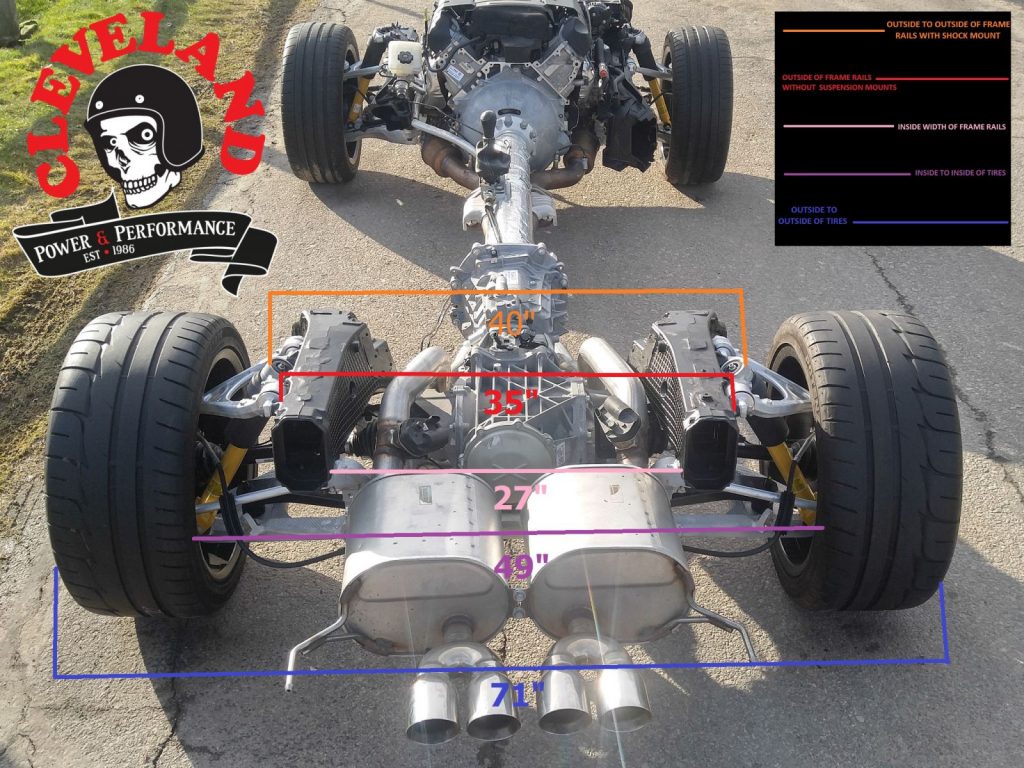 CLEVELAND
POWER & PERFORMANCE
EST • 1986
OUTSIDE TO OUTSIDE OF FRAME
RAILS WITH SHOCK MOUNT
OUTSIDE OF FRAME RAILS
WITHOUT SUSPENSION MOUNTS
INSIDE WIDTH OF FRAME RAILS
INSIDE TO INSIDE OF TIRES
OUTSIDE TO
OUTSIDE OF TIRES
40"
35"
27"
49"
71"